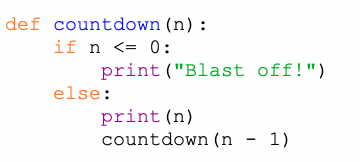 def countdown(n):
    if n <= 0:
        print("Blast off!")
    else:
        print(n)
        countdown(n - 1)